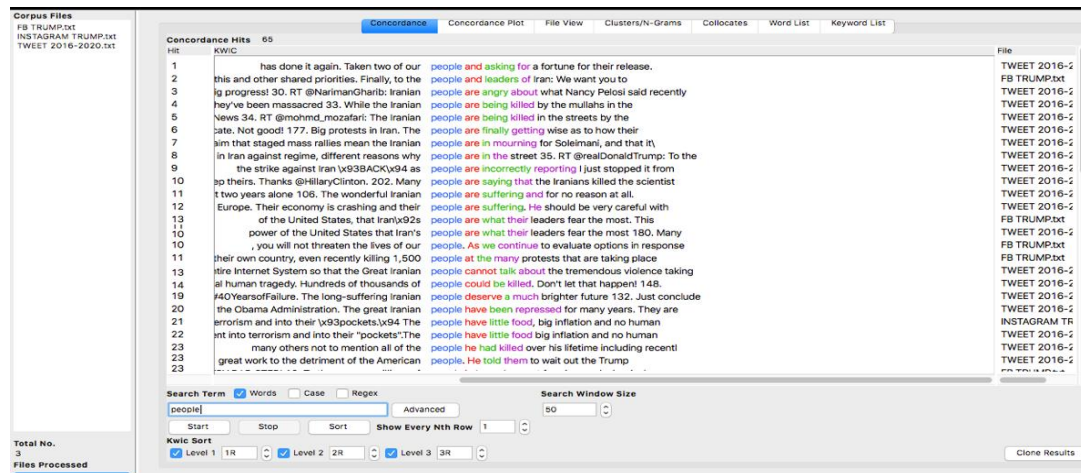 Corpus Files
FB TRUMP.txt
INSTAGRAM TRUMP.txt
TWEET 2016-2020.txt
Concordance Concordance Plot File View Clusters/N-Grams Collocates Word List Keyword List
Concordance Hits 65
Hit KWIC File
1 has done it again. Taken two of our people and asking for a fortune for their release. TWEET 2016-2
2 this and other shared priorities. Finally, to the people and leaders of Iran: We want you to FB TRUMP.txt
3 ig progress! 30. RT @NarimanGharib: Iranian people are angry about what Nancy Pelosi said recently TWEET 2016-2
4 hey've been massacred 33. While the Iranian people are being killed by the mullahs in the TWEET 2016-2
5 News 34. RT @mohmd_mozafari: The Iranian people are being killed in the streets by the TWEET 2016-2
6 cate. Not good! 177. Big protests in Iran. The people are finally getting wise as to how their TWEET 2016-2
7 aim that staged mass rallies mean the Iranian people are in mourning for Soleimani, and that it\ TWEET 2016-2
8 in Iran against regime, different reasons why people are in the street 35. RT @realDonaldTrump: To the TWEET 2016-2
9 the strike against Iran \x93BACK\x94 as people are incorrectly reporting I just stopped it from TWEET 2016-2
10 ep theirs. Thanks @HillaryClinton. 202. Many people are saying that the Iranians killed the scientist TWEET 2016-2
11 t two years alone 106. The wonderful Iranian people are suffering and for no reason at all. TWEET 2016-2
12 Europe. Their economy is crashing and their people are suffering. He should be very careful with TWEET 2016-2
13 of the United States, that Iran\x92s people are what their leaders fear the most. This FB TRUMP.txt
10 power of the United States that Iran's people are what their leaders fear the most 180. Many TWEET 2016-2
10 , you will not threaten the lives of our people. As we continue to evaluate options in response FB TRUMP.txt
11 their own country, even recently killing 1,500 people at the many protests that are taking place TWEET 2016-2
13 ntire Internet System so that the Great Iranian people cannot talk about the tremendous violence taking TWEET 2016-2
14 al human tragedy. Hundreds of thousands of people could be killed. Don't let that happen! 148. TWEET 2016-2
19 #40YearsofFailure. The long-suffering Iranian people deserve a much brighter future 132. Just conclude TWEET 2016-2
20 the Obama Administration. The great Iranian people have been repressed for many years. They are TWEET 2016-2
21 errorism and into their \x93pockets.\x94 The people have little food, big inflation and no human INSTAGRAM TR
22 ent into terrorism and into their "pockets".The people have little food big inflation and no human TWEET 2016-2
23 many others not to mention all of the people he had killed over his lifetime including recentl TWEET 2016-2
23 great work to the detriment of the American people. He told them to wait out the Trump TWEET 2016-2
23
Search Term Words Case Regex Search Window Size
people Advanced 50
Start Stop Sort Show Every Nth Row 1
Kwic Sort
Level 1 1R Level 2 2R Level 3 3R Clone Results
Total No.
3
Files Processed